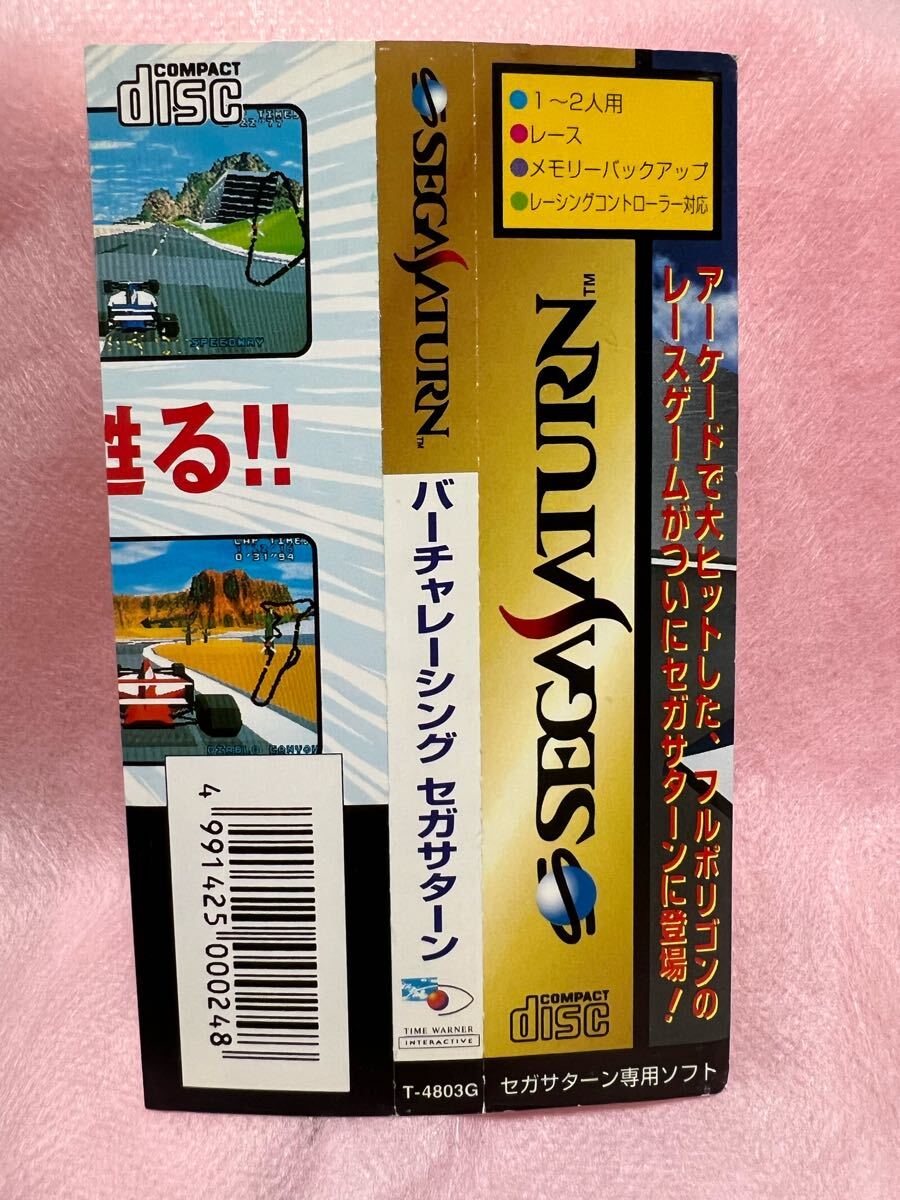 COMPACT
disc
SPEEDWAY
る!!
LAP TIMES
0'31"94
DIABLO CANYON
4 991425 000248
SEGA SATURN™
バーチャレーシング セガサターン
TIME WARNER
INTERACTIVE
T-4803G
●1〜2人用
●レース
●メモリーバックアップ
●レーシングコントローラー対応
SEGA SATURN™
COMPACT
disc
アーケードで大ヒットした、フルポリゴンの
レースゲームがついにセガサターンに登場!
セガサターン専用ソフト